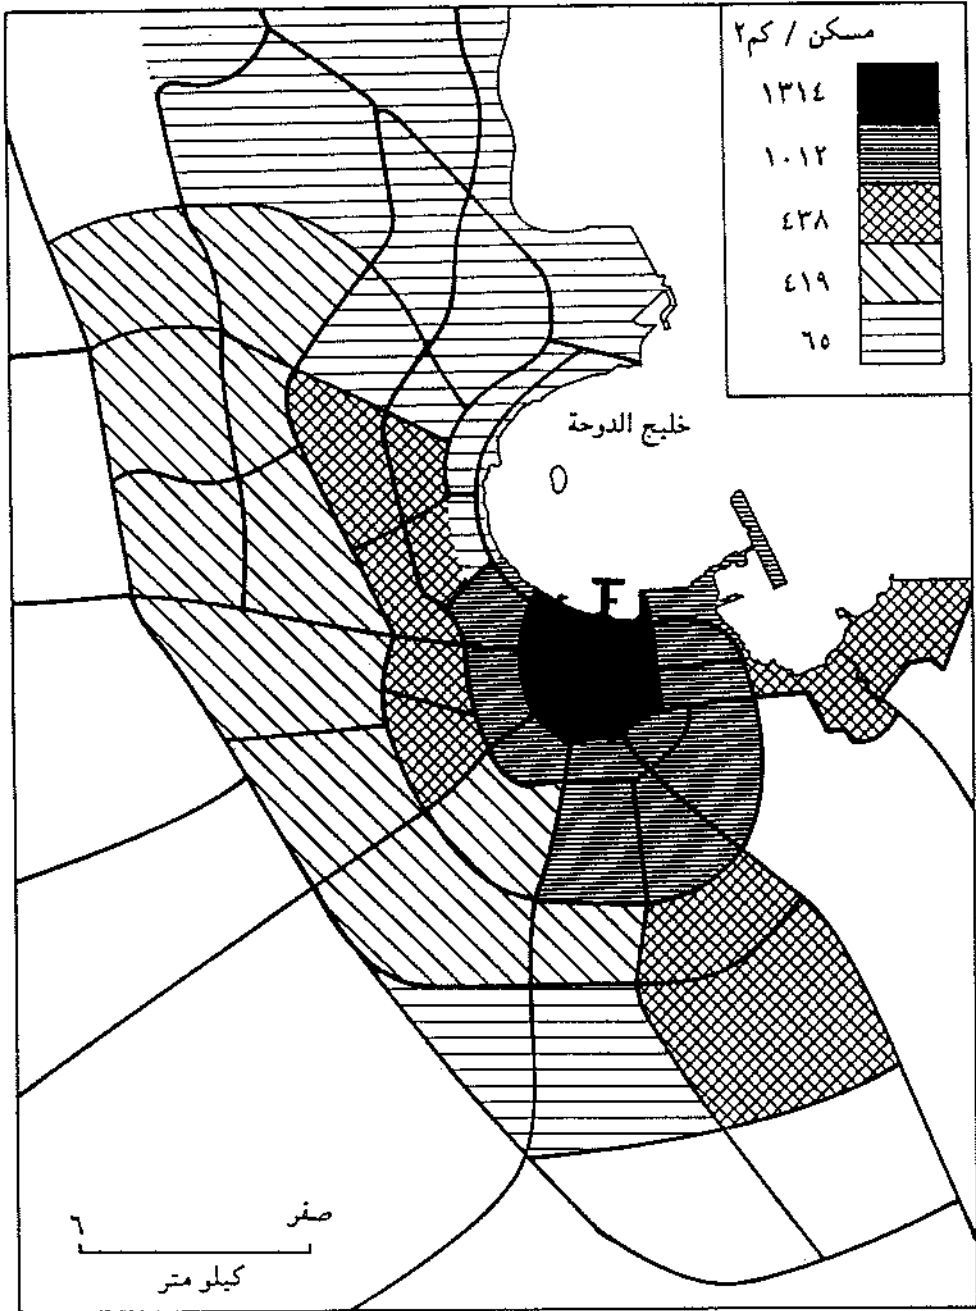 مسكن / كم٢
١٣١٤
١٠١٢
٤٣٨
٤١٩
٦٥
خليج الدوحة
صفر ٦
كيلو متر